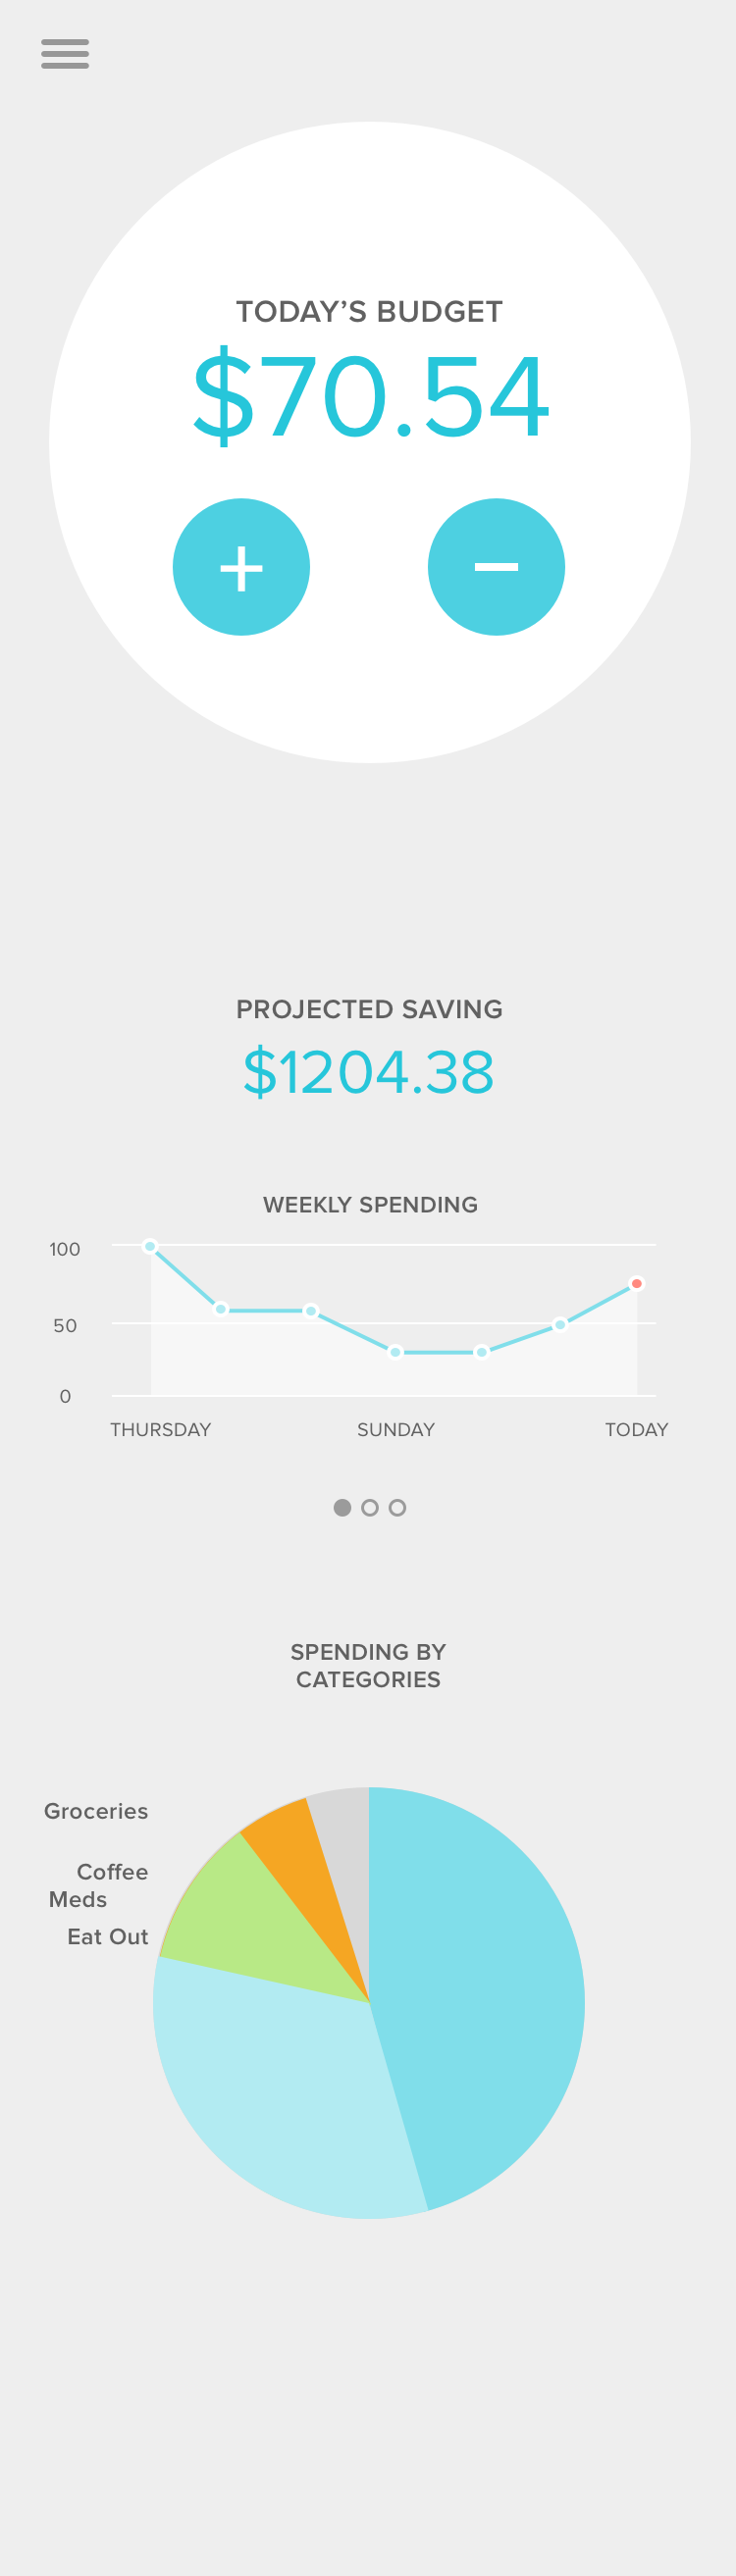 TODAY’S BUDGET
$70.54
+
−
PROJECTED SAVING
$1204.38
WEEKLY SPENDING
100
50
0
THURSDAY SUNDAY TODAY
SPENDING BY
CATEGORIES
Groceries
Coffee
Meds
Eat Out